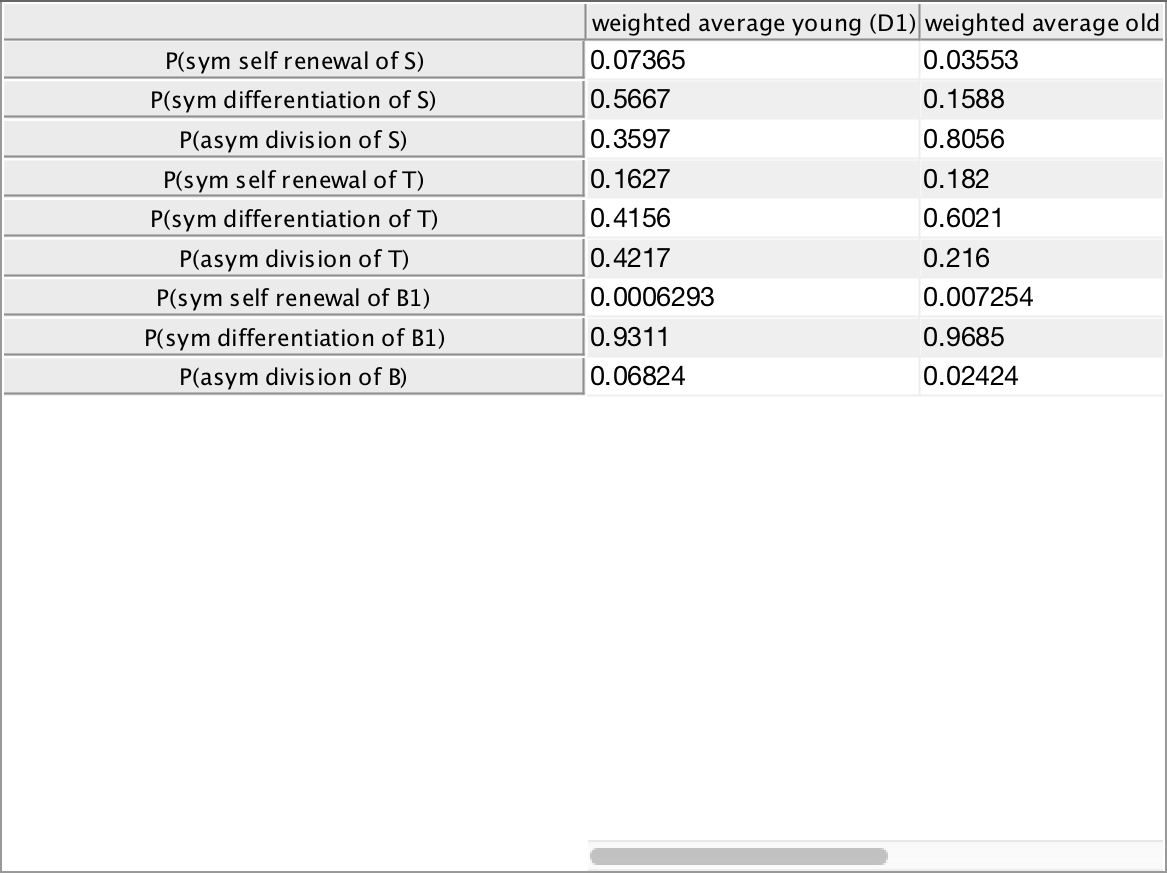 weighted average young (D1) weighted average old
P(sym self renewal of S) 0.07365 0.03553
P(sym differentiation of S) 0.5667 0.1588
P(asym division of S) 0.3597 0.8056
P(sym self renewal of T) 0.1627 0.182
P(sym differentiation of T) 0.4156 0.6021
P(asym division of T) 0.4217 0.216
P(sym self renewal of B1) 0.0006293 0.007254
P(sym differentiation of B1) 0.9311 0.9685
P(asym division of B) 0.06824 0.02424